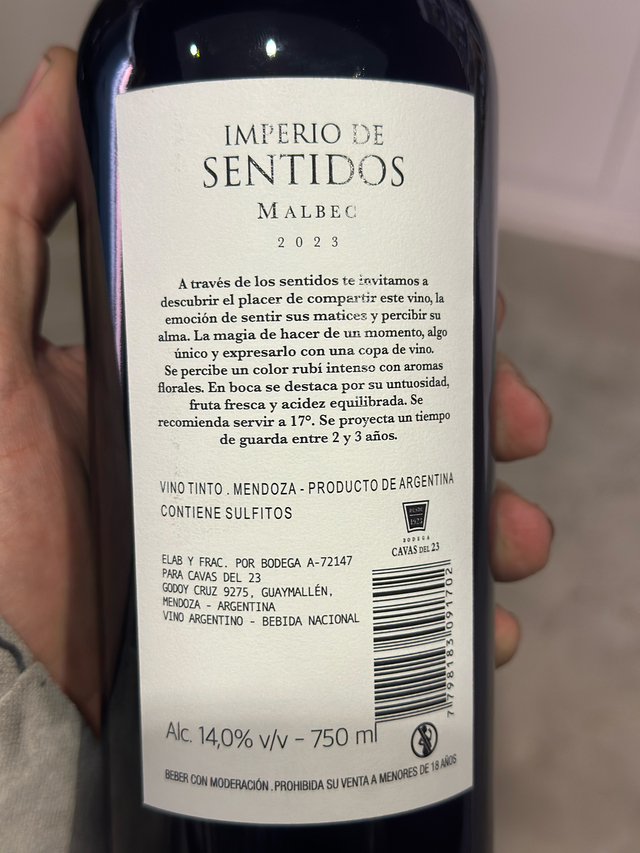 IMPERIO DE
SENTIDOS
MALBEC
2023
A través de los sentidos te invitamos a
descubrir el placer de compartir este vino, la
emoción de sentir sus matices y percibir su
alma. La magia de hacer de un momento, algo
único y expresarlo con una copa de vino.
Se percibe un color rubí intenso con aromas
florales. En boca se destaca por su untuosidad,
fruta fresca y acidez equilibrada. Se
recomienda servir a 17°. Se proyecta un tiempo
de guarda entre 2 y 3 años.
VINO TINTO . MENDOZA - PRODUCTO DE ARGENTINA
CONTIENE SULFITOS
DESDE
1923
BODEGA
CAVAS DEL 23
ELAB Y FRAC. POR BODEGA A-72147
PARA CAVAS DEL 23
GODOY CRUZ 9275, GUAYMALLÉN,
MENDOZA - ARGENTINA
VINO ARGENTINO - BEBIDA NACIONAL
7798183091702
Alc. 14,0% v/v – 750 ml
BEBER CON MODERACIÓN . PROHIBIDA SU VENTA A MENORES DE 18 AÑOS